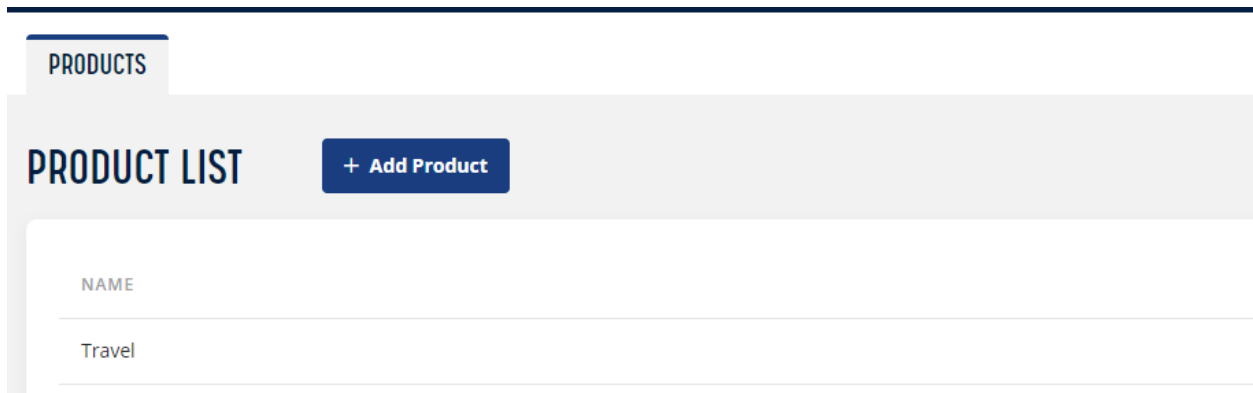 PRODUCTS
PRODUCT LIST
+ Add Product
NAME
Travel